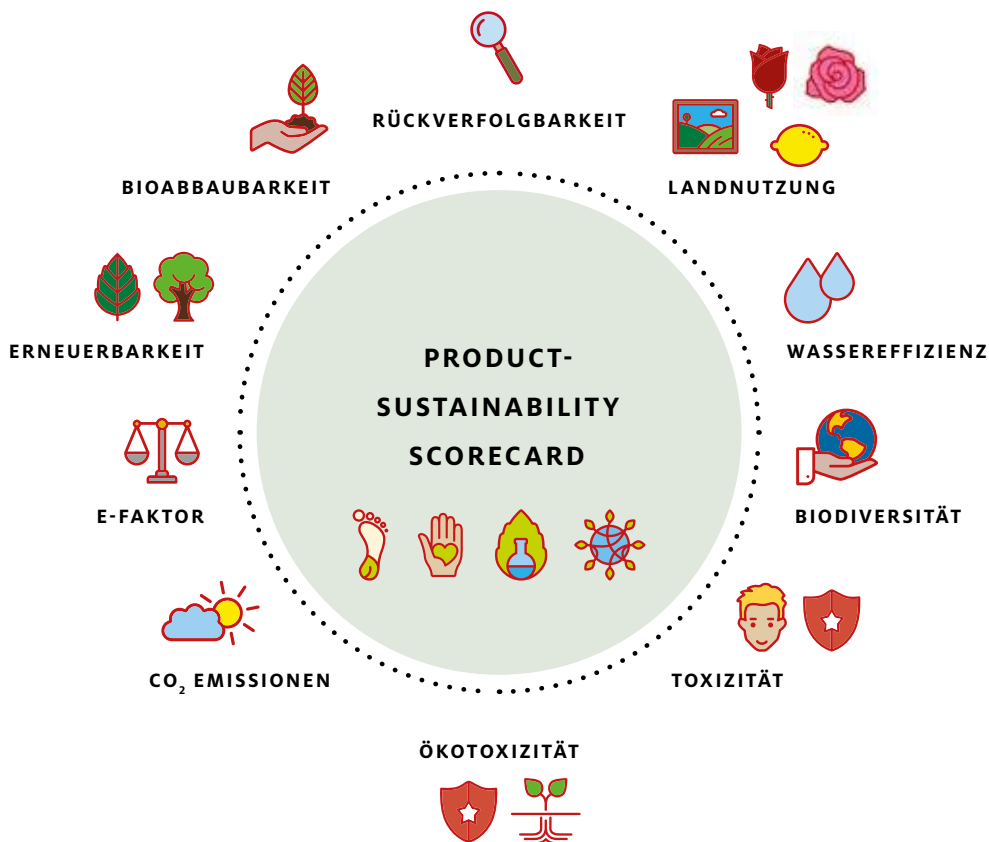 RÜCKVERFOLGBARKEIT
BIOABBAUBARKEIT
LANDNUTZUNG
ERNEUERBARKEIT
WASSEREFFIZIENZ
PRODUCT-
SUSTAINABILITY
SCORECARD
E-FAKTOR
BIODIVERSITÄT
CO₂ EMISSIONEN
TOXIZITÄT
ÖKOTOXIZITÄT